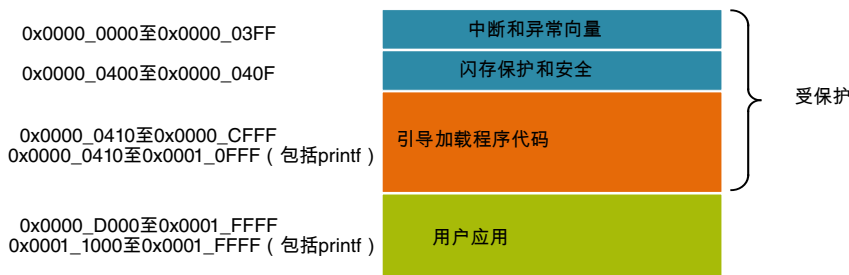 0x0000_0000至0x0000_03FF
中断和异常向量
0x0000_0400至0x0000_040F
闪存保护和安全
受保护
0x0000_0410至0x0000_CFFF
0x0000_0410至0x0001_0FFF（包括printf）
引导加载程序代码
0x0000_D000至0x0001_FFFF
0x0001_1000至0x0001_FFFF（包括printf）
用户应用